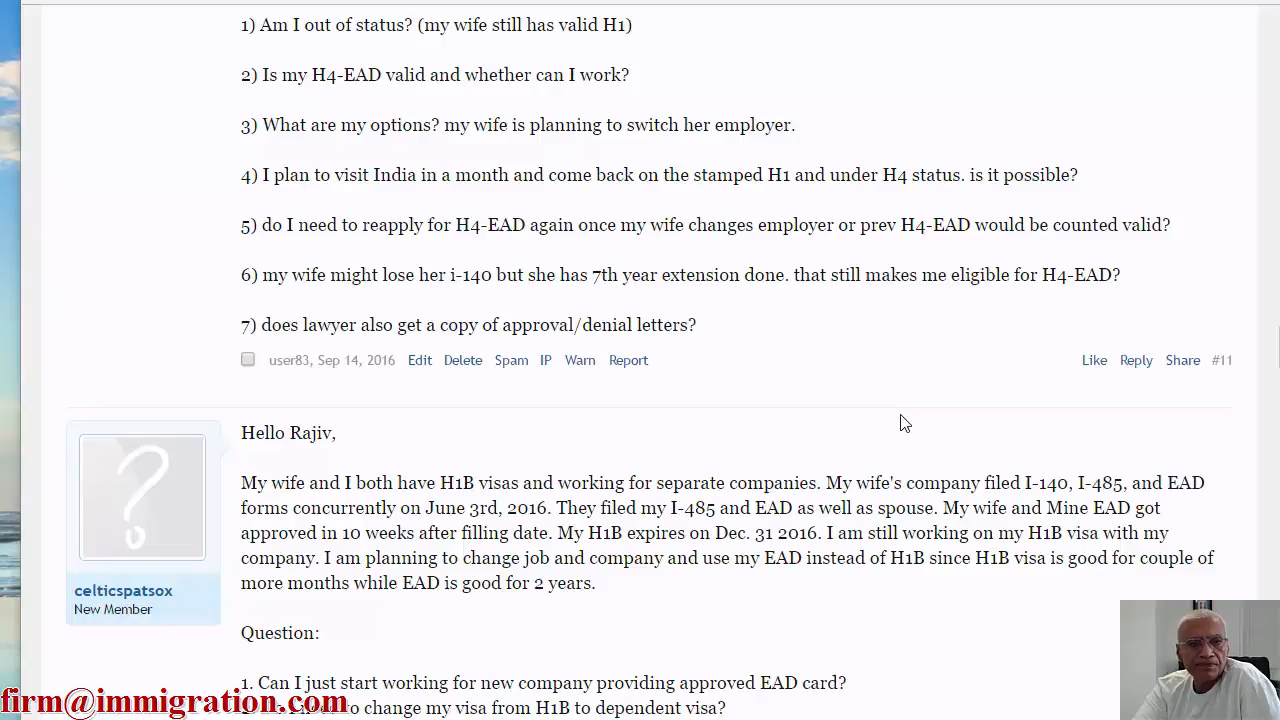 1) Am I out of status? (my wife still has valid H1)
2) Is my H4-EAD valid and whether can I work?
3) What are my options? my wife is planning to switch her employer.
4) I plan to visit India in a month and come back on the stamped H1 and under H4 status. is it possible?
5) do I need to reapply for H4-EAD again once my wife changes employer or prev H4-EAD would be counted valid?
6) my wife might lose her i-140 but she has 7th year extension done. that still makes me eligible for H4-EAD?
7) does lawyer also get a copy of approval/denial letters?
user83, Sep 14, 2016 Edit Delete Spam IP Warn Report Like Reply Share #11
Hello Rajiv,
My wife and I both have H1B visas and working for separate companies. My wife's company filed I-140, I-485, and EAD
forms concurrently on June 3rd, 2016. They filed my I-485 and EAD as well as spouse. My wife and Mine EAD got
approved in 10 weeks after filling date. My H1B expires on Dec. 31 2016. I am still working on my H1B visa with my
company. I am planning to change job and company and use my EAD instead of H1B since H1B visa is good for couple of
more months while EAD is good for 2 years.
celticspatsox
New Member
Question:
1. Can I just start working for new company providing approved EAD card?
to change my visa from H1B to dependent visa?
firm@immigration.com